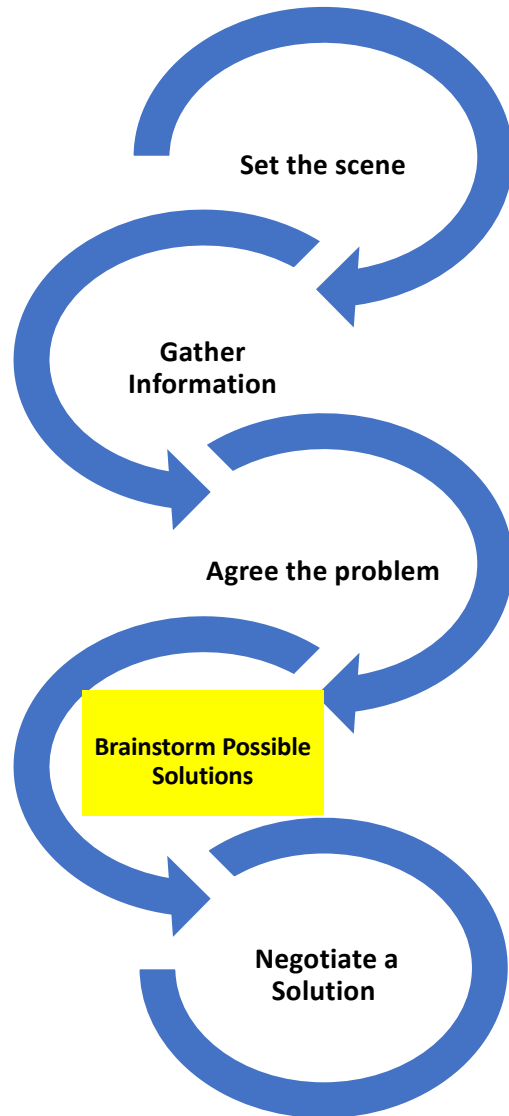 Set the scene
Gather
Information
Agree the problem
Brainstorm Possible
Solutions
Negotiate a
Solution